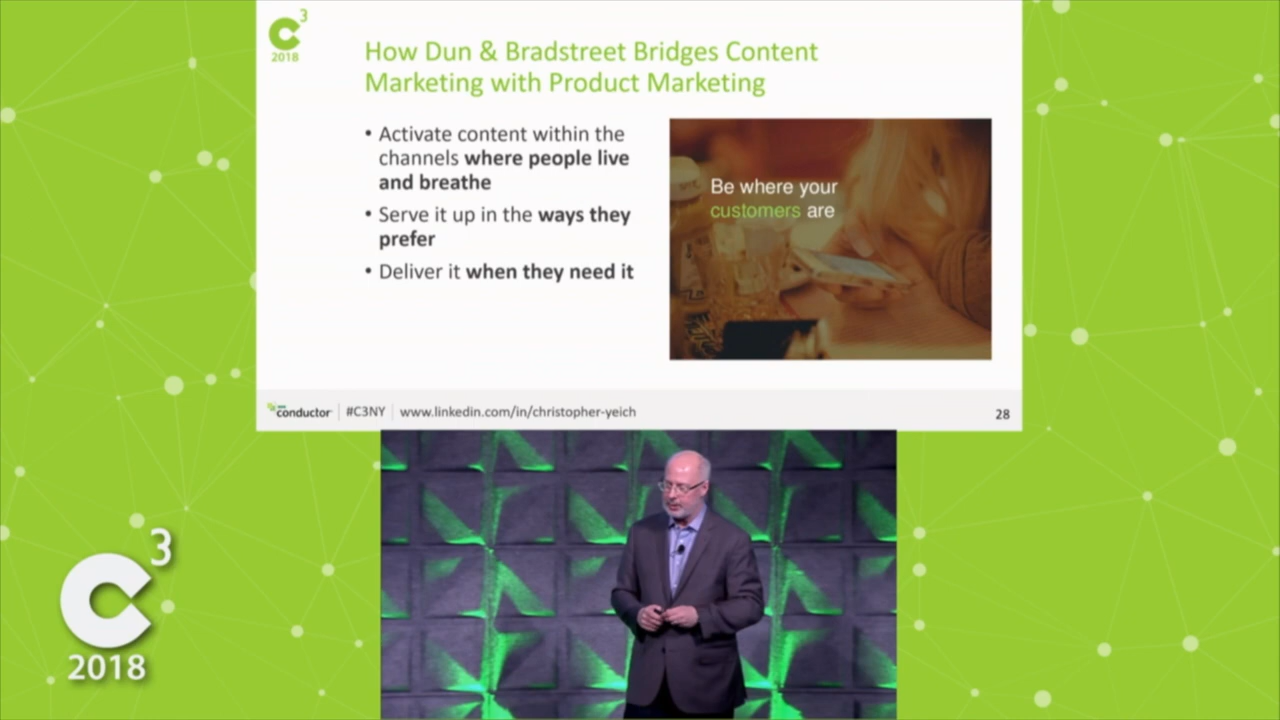 C3
2018
How Dun & Bradstreet Bridges Content
Marketing with Product Marketing
• Activate content within the
channels where people live
and breathe
• Serve it up in the ways they
prefer
• Deliver it when they need it
Be where your
customers are
conductor
#C3NY
www.linkedin.com/in/christopher-yeich
28
C3
2018